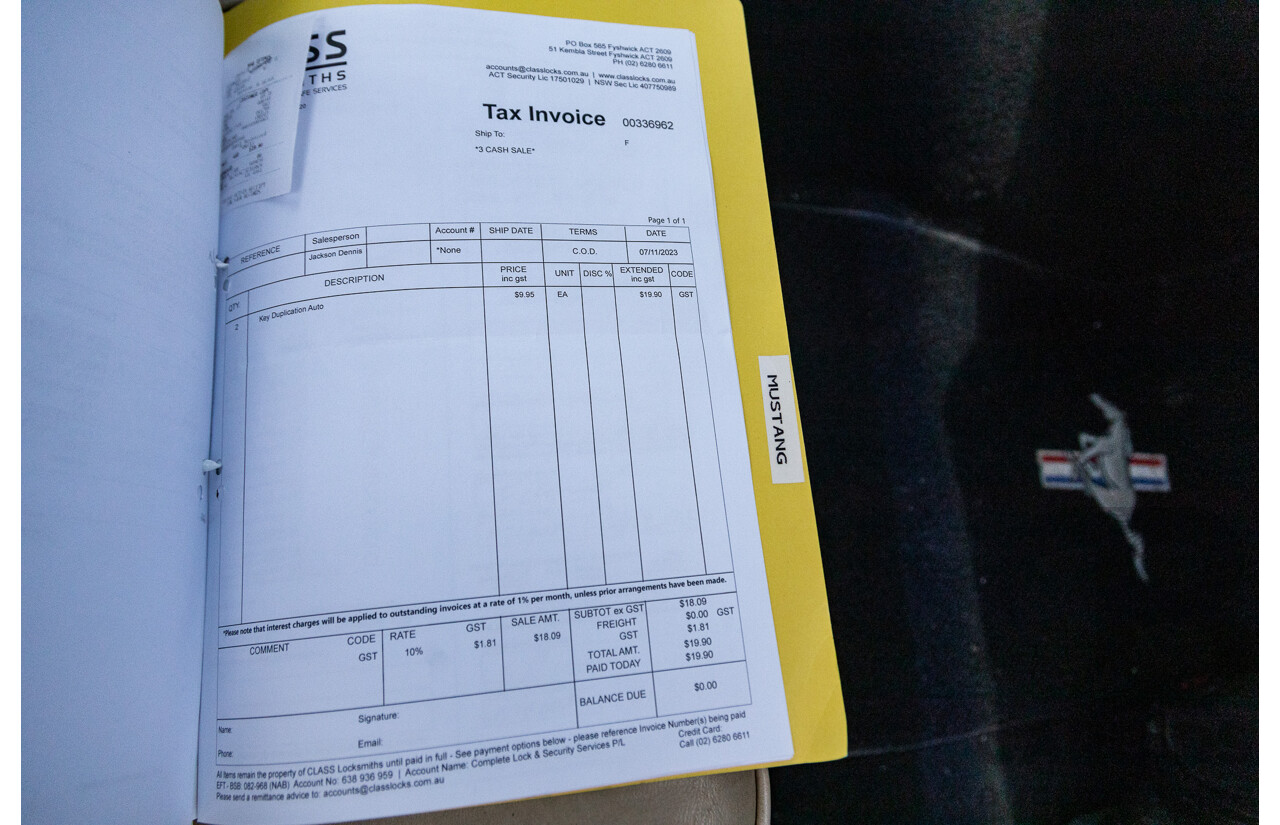 SS
THS
FE SERVICES
PO Box 565 Fyshwick ACT 2609
51 Kembla Street Fyshwick ACT 2609
PH (02) 6280 6611
accounts@classlocks.com.au | www.classlocks.com.au
ACT Security Lic 17501029 | NSW Sec Lic 407750989
Tax Invoice 00336962
Ship To: F
*3 CASH SALE*
Page 1 of 1
REFERENCE Salesperson Account # SHIP DATE TERMS DATE
Jackson Dennis *None C.O.D. 07/11/2023
QTY. DESCRIPTION PRICE inc gst UNIT DISC % EXTENDED inc gst CODE
2 Key Duplication Auto $9.95 EA $19.90 GST
MUSTANG
*Please note that interest charges will be applied to outstanding invoices at a rate of 1% per month, unless prior arrangements have been made.
COMMENT CODE RATE GST SALE AMT. SUBTOT ex GST $18.09
GST 10% $1.81 $18.09 FREIGHT $0.00 GST
GST $1.81
TOTAL AMT. $19.90
PAID TODAY $19.90
BALANCE DUE $0.00
Name: Signature:
Phone: Email:
All items remain the property of CLASS Locksmiths until paid in full - See payment options below - please reference Invoice Number(s) being paid
EFT - BSB: 082-968 (NAB) Account No: 638 936 959 | Account Name: Complete Lock & Security Services P/L Credit Card:
Please send a remittance advice to: accounts@classlocks.com.au Call (02) 6280 6611